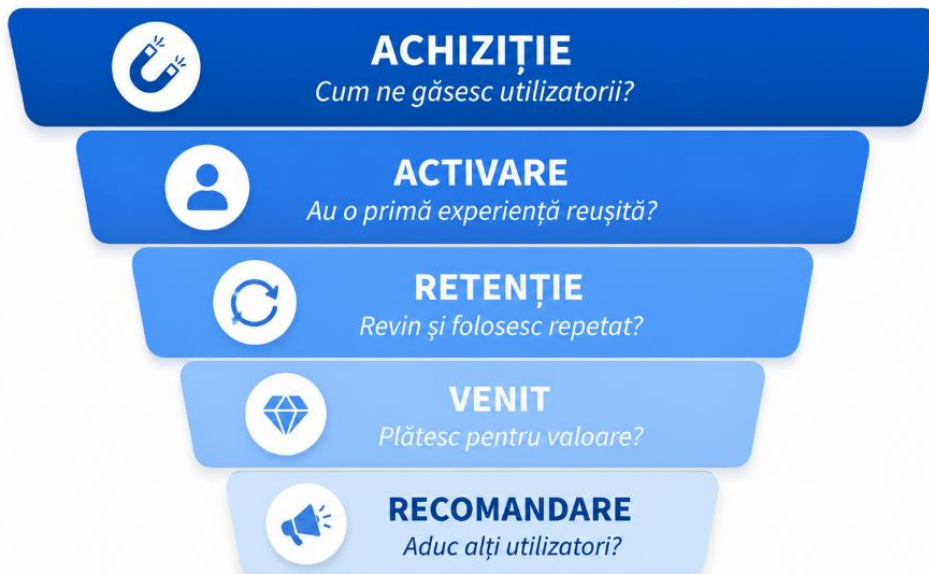 ACHIZIȚIE
Cum ne găsesc utilizatorii?
ACTIVARE
Au o primă experiență reușită?
RETENȚIE
Revin și folosesc repetat?
VENIT
Plătesc pentru valoare?
RECOMANDARE
Aduc alți utilizatori?